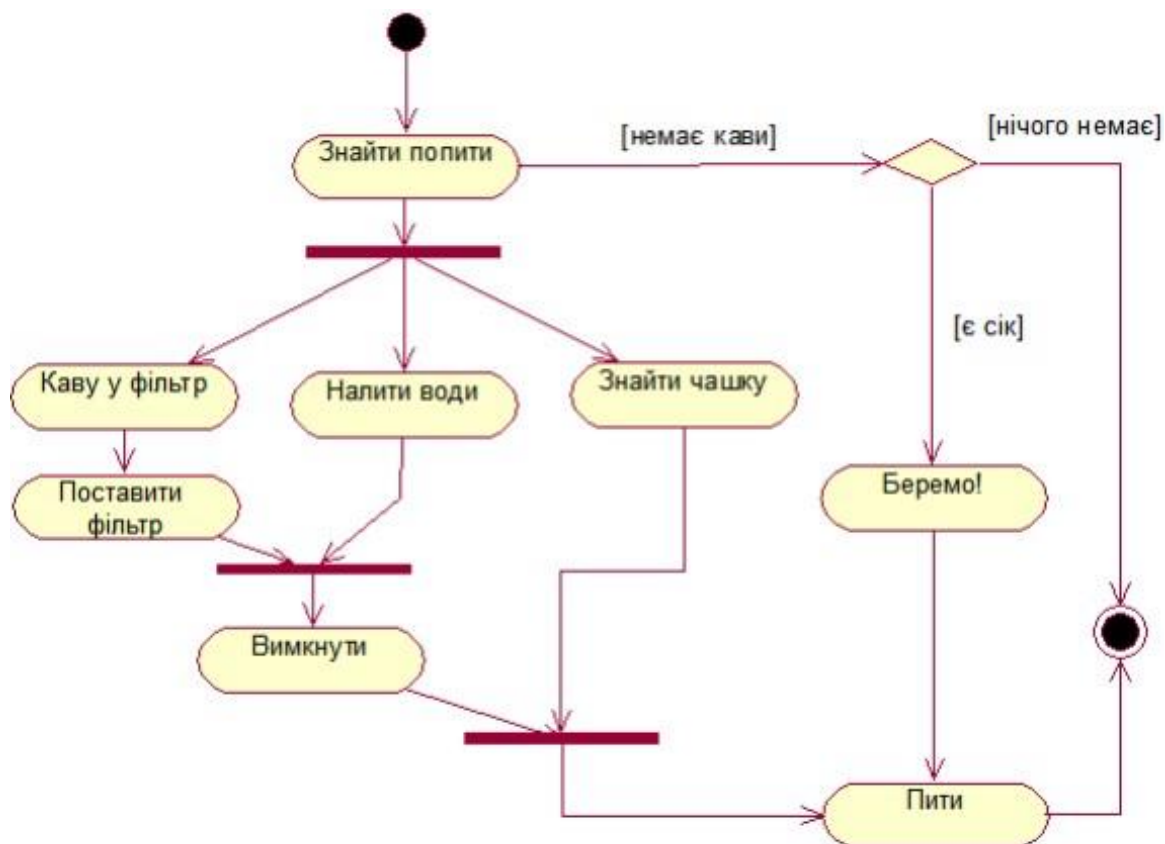 [нічого немає]
[немає кави]
Знайти попити
[є сік]
Каву у фільтр
Налити води
Знайти чашку
Поставити
фільтр
Беремо!
Вимкнути
Пити